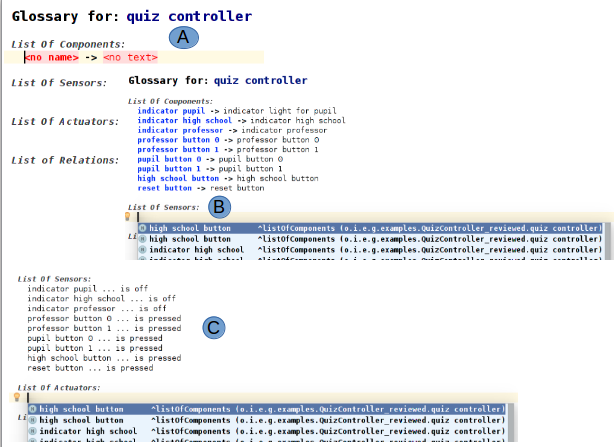 Glossary for: quiz controller
A
List Of Components:
<no name> -> <no text>
List Of Sensors:
List Of Actuators:
List of Relations:
Glossary for: quiz controller
List Of Components:
indicator pupil -> indicator light for pupil
indicator high school -> indicator high school
indicator professor -> indicator professor
professor button 0 -> professor button 0
professor button 1 -> professor button 1
pupil button 0 -> pupil button 0
pupil button 1 -> pupil button 1
high school button -> high school button
reset button -> reset button
List Of Sensors:
B
high school button ^listOfComponents (o.i.e.g.examples.QuizController_reviewed.quiz controller)
high school button ^listOfComponents (o.i.e.g.examples.QuizController_reviewed.quiz controller)
indicator high school ^listOfComponents (o.i.e.g.examples.QuizController_reviewed.quiz controller)
List Of Sensors:
indicator pupil ... is off
indicator high school ... is off
indicator professor ... is off
professor button 0 ... is pressed
professor button 1 ... is pressed
pupil button 0 ... is pressed
pupil button 1 ... is pressed
high school button ... is pressed
reset button ... is pressed
C
List Of Actuators:
high school button ^listOfComponents (o.i.e.g.examples.QuizController_reviewed.quiz controller)
high school button ^listOfComponents (o.i.e.g.examples.QuizController_reviewed.quiz controller)
indicator high school ^listOfComponents (o.i.e.g.examples.QuizController_reviewed.quiz controller)